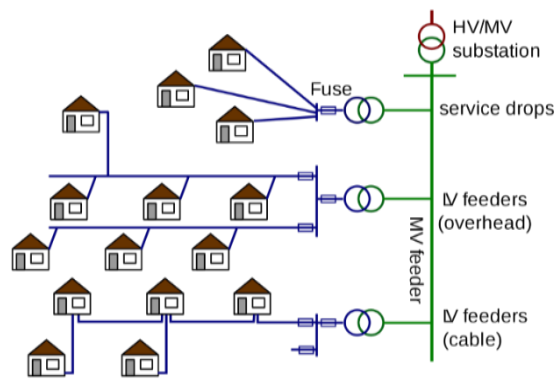 HV/MV
substation
Fuse
service drops
LV feeders
(overhead)
MV feeder
LV feeders
(cable)